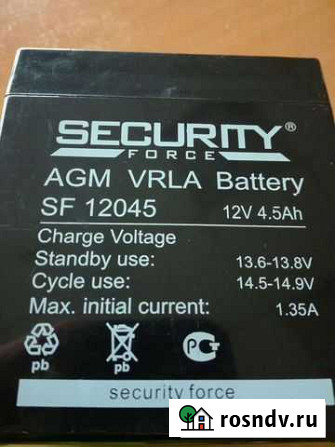 SECURITY®
FORCE
AGM VRLA Battery
SF 12045 12V 4.5Ah
Charge Voltage
Standby use: 13.6-13.8V
Cycle use: 14.5-14.9V
Max. initial current: 1.35A
pb pb
security force
rosndv.ru